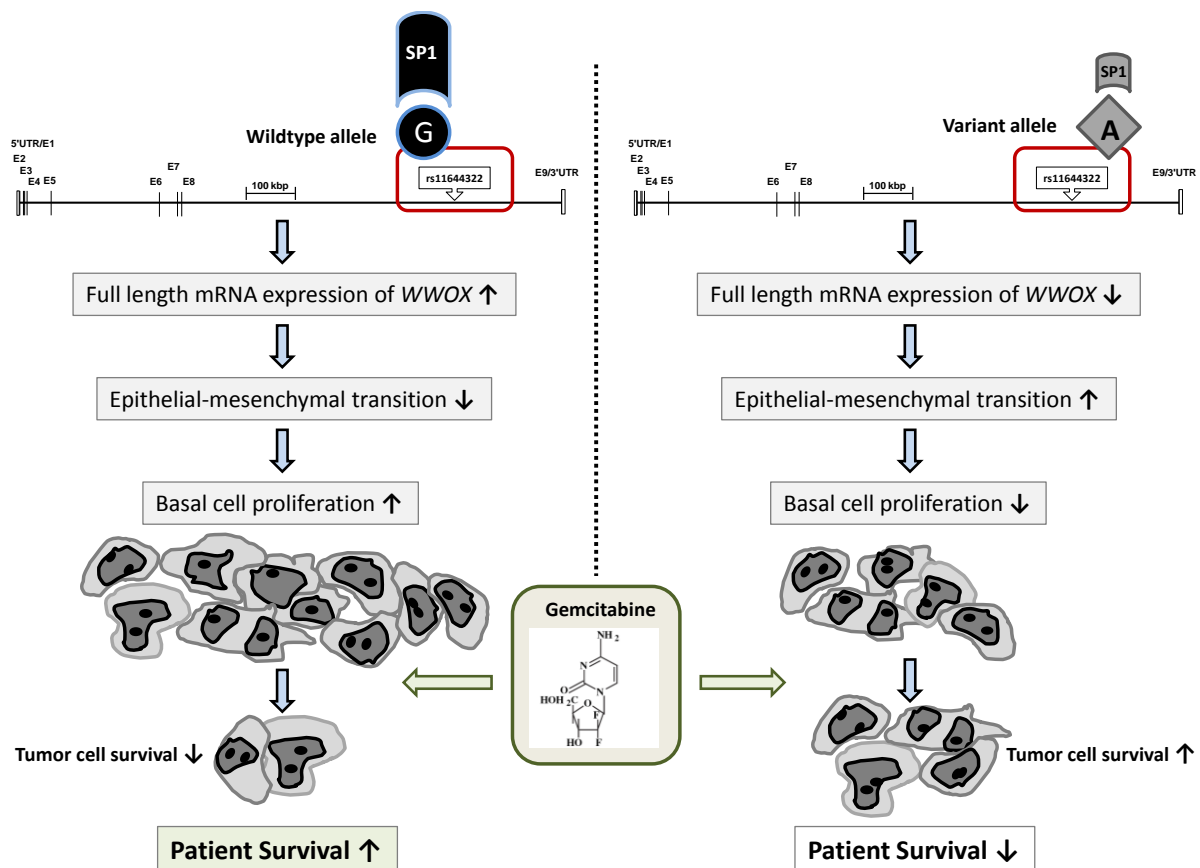 SP1
G
Wildtype allele
5'UTR/E1
E2
E3
E4 E5
E6
E7
E8
100 kbp
rs11644322
E9/3'UTR
Full length mRNA expression of WWOX ↑
Epithelial-mesenchymal transition ↓
Basal cell proliferation ↑
Tumor cell survival ↓
Patient Survival ↑
Gemcitabine
NH2
N
O
N
HOH2C
O
F
HO
F
SP1
A
Variant allele
5'UTR/E1
E2
E3
E4 E5
E6
E7
E8
100 kbp
rs11644322
E9/3'UTR
Full length mRNA expression of WWOX ↓
Epithelial-mesenchymal transition ↑
Basal cell proliferation ↓
Tumor cell survival ↑
Patient Survival ↓